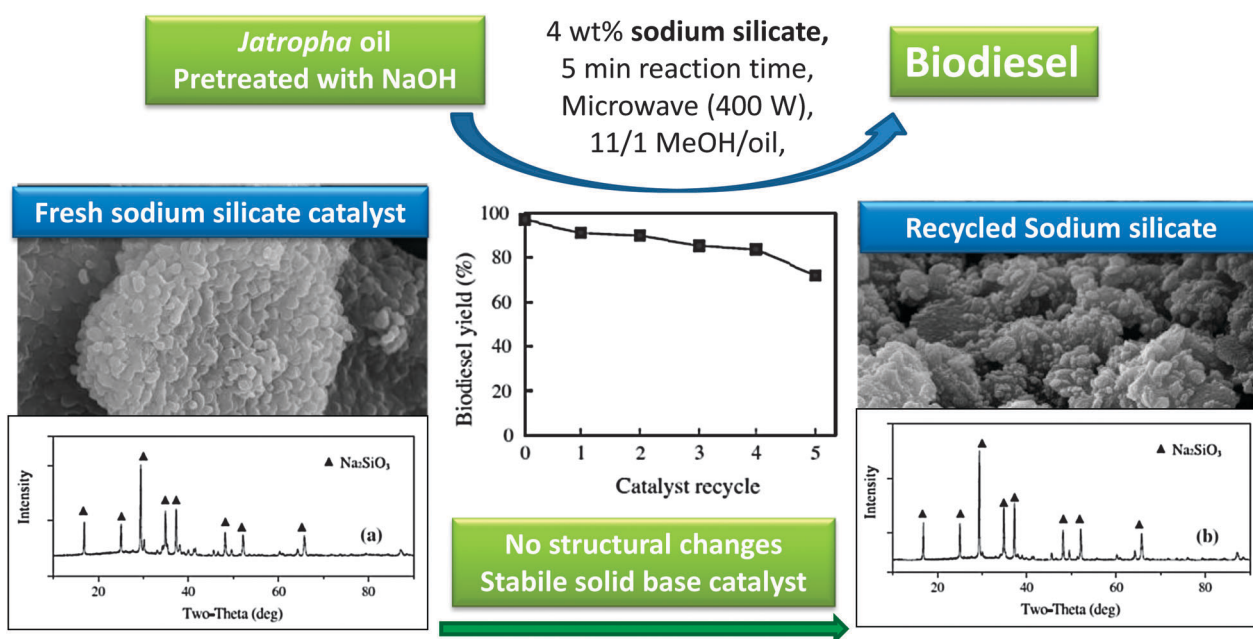 Jatropha oil
Pretreated with NaOH
4 wt% sodium silicate,
5 min reaction time,
Microwave (400 W),
11/1 MeOH/oil,
Biodiesel
Fresh sodium silicate catalyst
Intensity
▲ Na₂SiO₃
(a)
20
40
60
80
Two-Theta (deg)
Biodiesel yield (%)
100
80
60
40
20
0
0
1
2
3
4
5
Catalyst recycle
No structural changes
Stabile solid base catalyst
Recycled Sodium silicate
Intensity
▲ Na₂SiO₃
(b)
20
40
60
80
Two-Theta (deg)